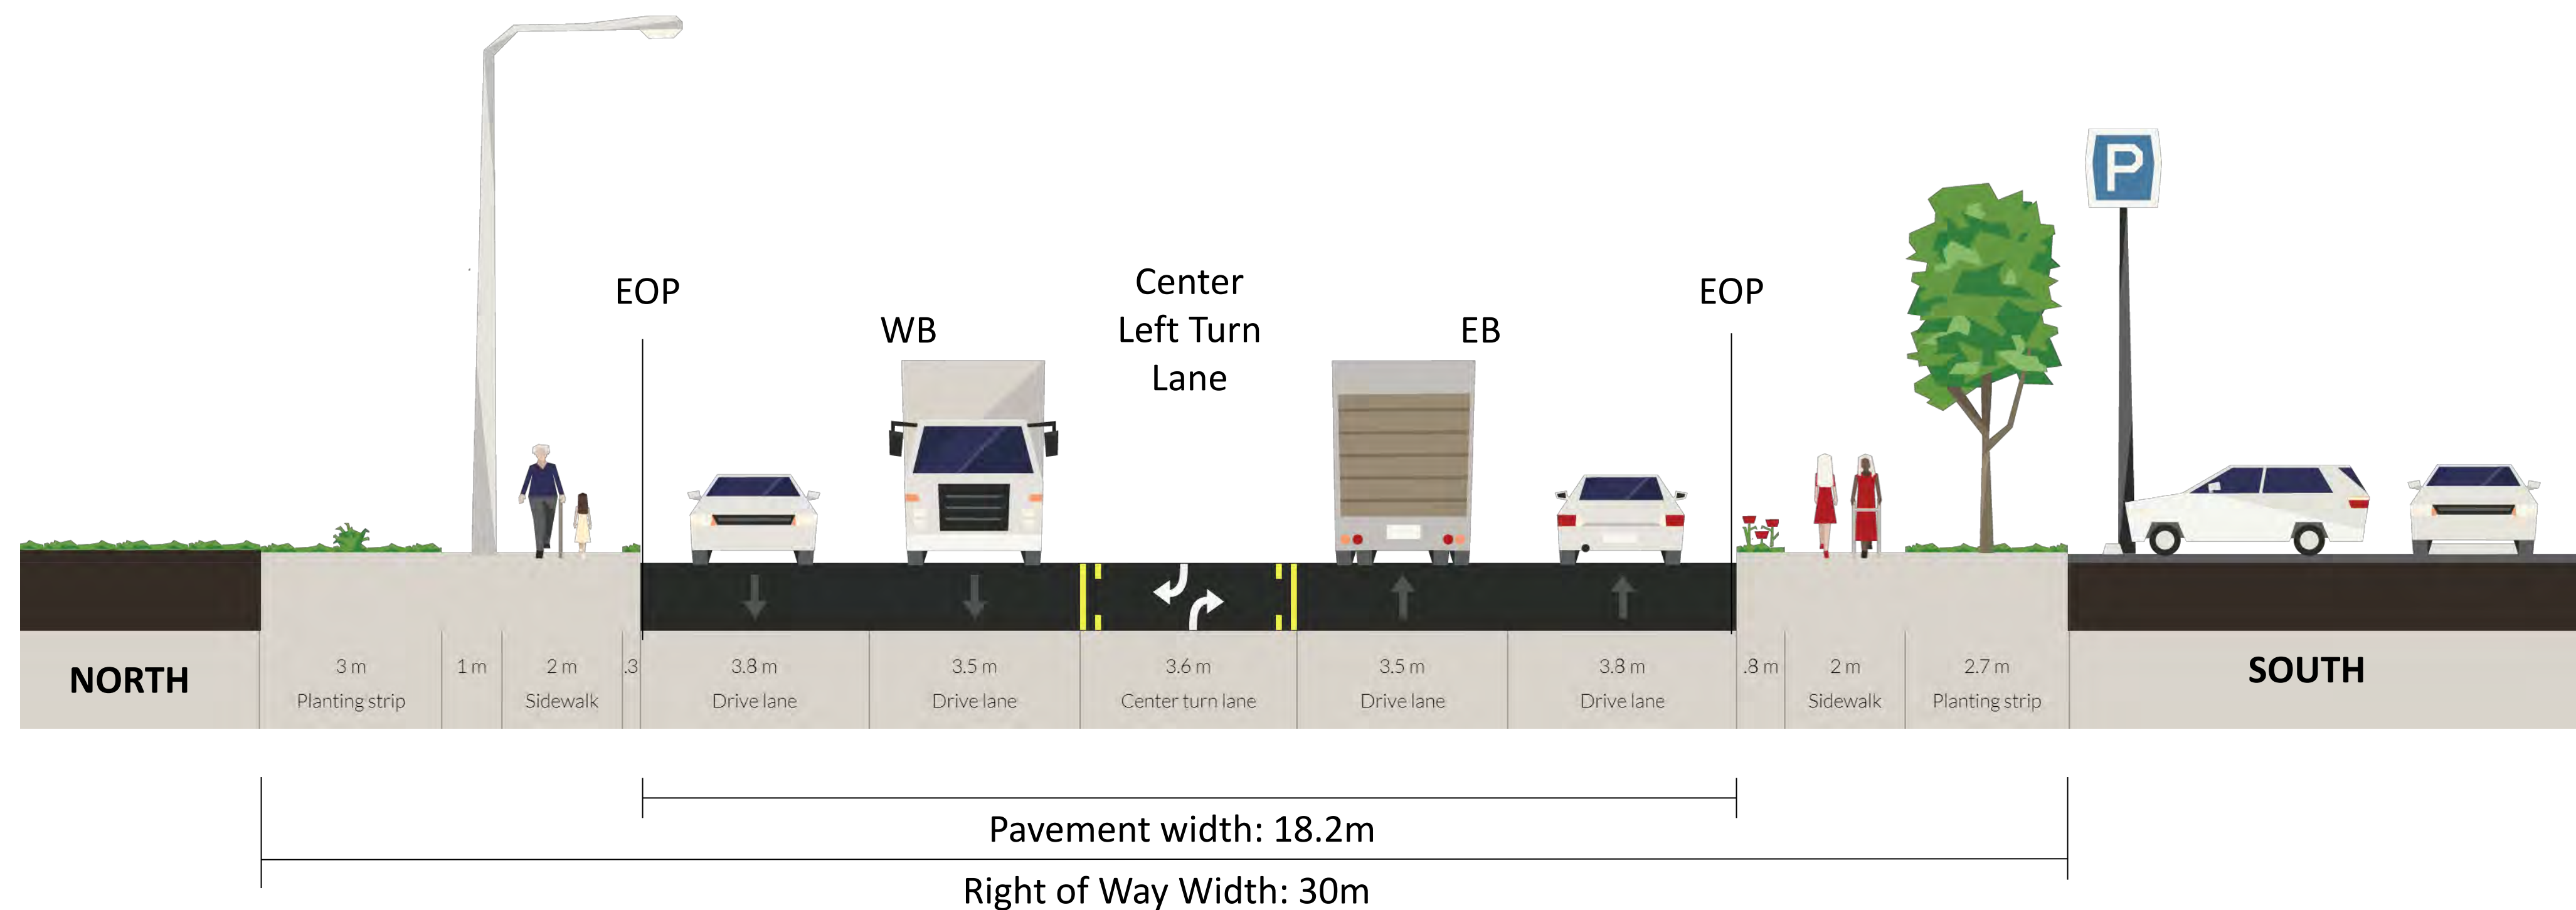 P
EOP
Center
Left Turn
Lane
EOP
WB
EB
NORTH
3 m
Planting strip
1 m
2 m
Sidewalk
.3
3.8 m
Drive lane
3.5 m
Drive lane
3.6 m
Center turn lane
3.5 m
Drive lane
3.8 m
Drive lane
.8 m
2 m
Sidewalk
2.7 m
Planting strip
SOUTH
Pavement width: 18.2m
Right of Way Width: 30m